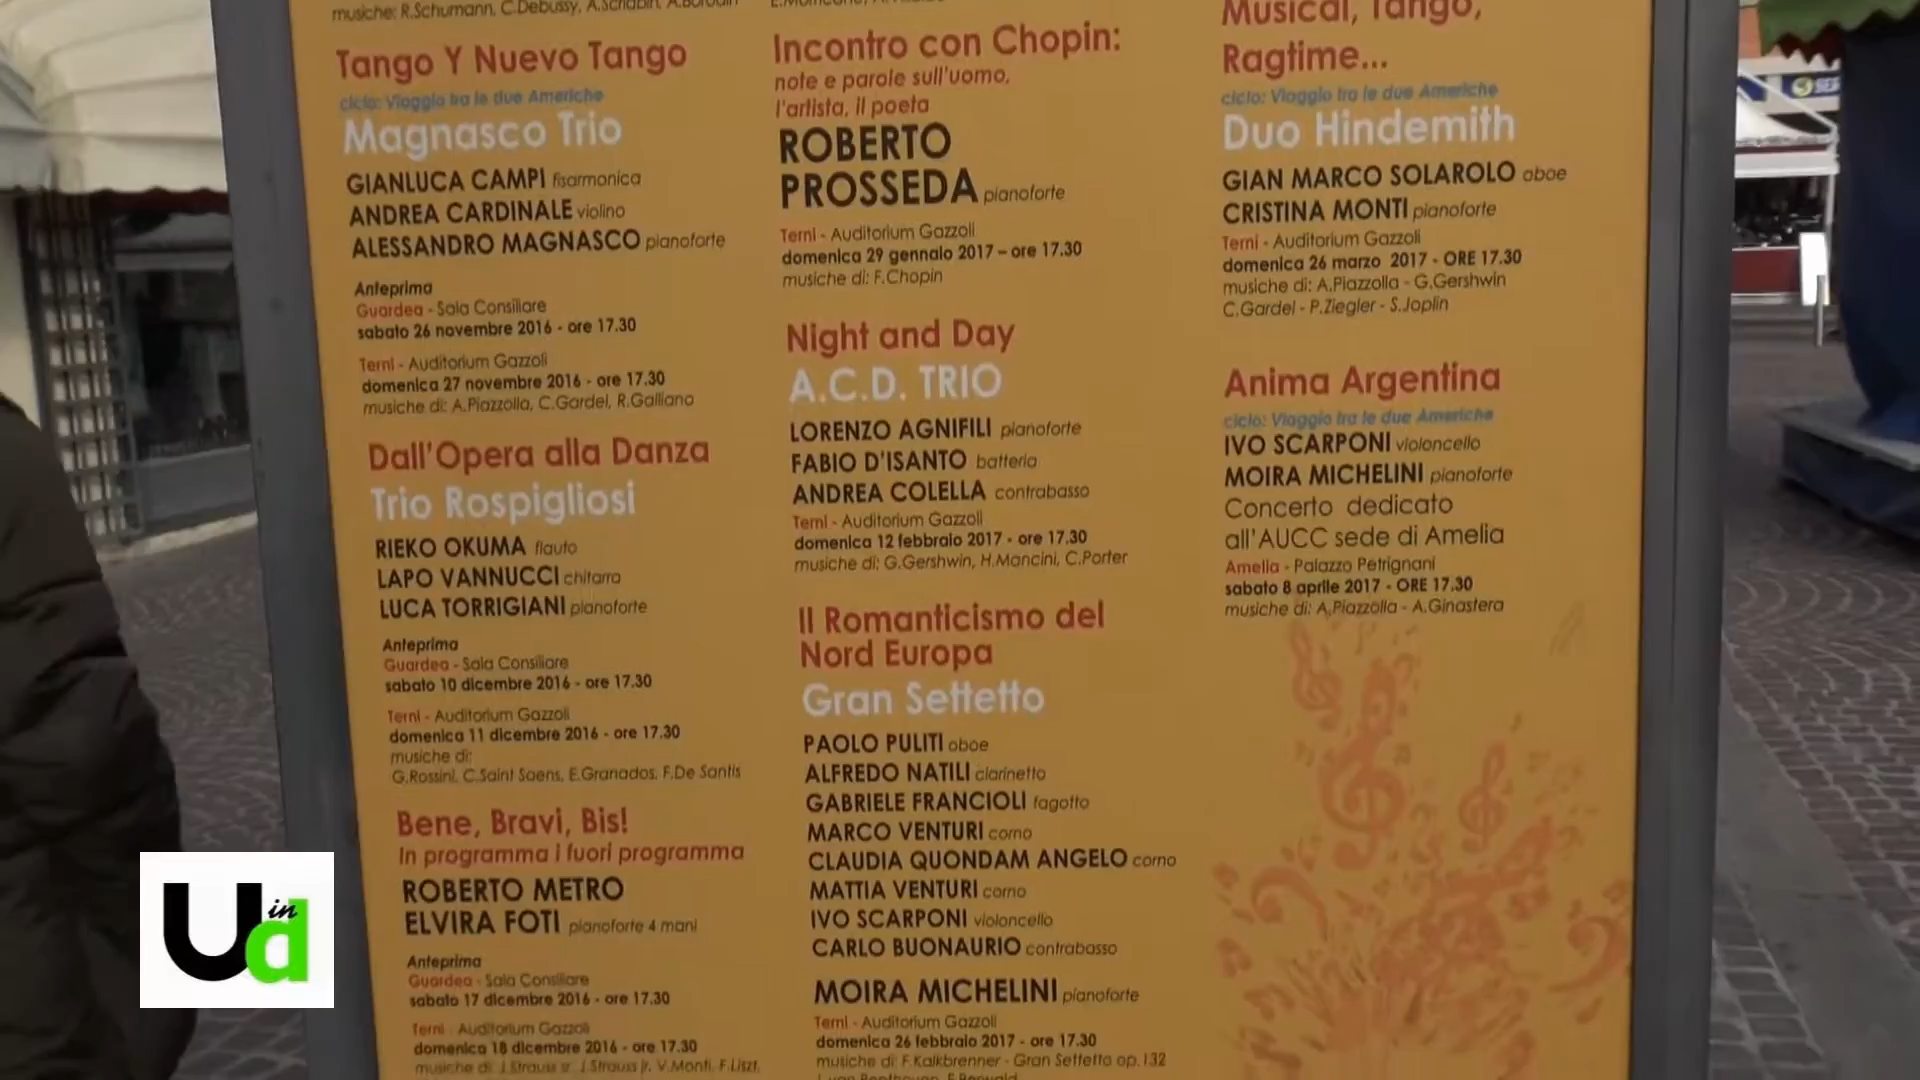 musiche: R.Schumann, C.Debussy, A.Scriabin, A.Borodin
Tango Y Nuevo Tango
ciclo: Viaggio tra le due Americhe
Magnasco Trio
GIANLUCA CAMPI fisarmonica
ANDREA CARDINALE violino
ALESSANDRO MAGNASCO pianoforte
Anteprima
Guardea - Sala Consiliare
sabato 26 novembre 2016 - ore 17.30
Terni - Auditorium Gazzoli
domenica 27 novembre 2016 - ore 17.30
musiche di: A.Piazzolla, C.Gardel, R.Galliano
Dall'Opera alla Danza
Trio Rospigliosi
RIEKO OKUMA flauto
LAPO VANNUCCI chitarra
LUCA TORRIGIANI pianoforte
Anteprima
Guardea - Sala Consiliare
sabato 10 dicembre 2016 - ore 17.30
Terni - Auditorium Gazzoli
domenica 11 dicembre 2016 - ore 17.30
musiche di:
G.Rossini, C.Saint Saens, E.Granados, F.De Santis
Bene, Bravi, Bis!
In programma i fuori programma
ROBERTO METRO
ELVIRA FOTI pianoforte 4 mani
Anteprima
Guardea - Sala Consiliare
sabato 17 dicembre 2016 - ore 17.30
Terni - Auditorium Gazzoli
domenica 18 dicembre 2016 - ore 17.30
musiche di: J.Strauss sr, J.Strauss jr, V.Monti, F.Liszt,
Incontro con Chopin:
note e parole sull'uomo,
l'artista, il poeta
ROBERTO
PROSSEDA pianoforte
Terni - Auditorium Gazzoli
domenica 29 gennaio 2017 – ore 17.30
musiche di: F.Chopin
Night and Day
A.C.D. TRIO
LORENZO AGNIFILI pianoforte
FABIO D'ISANTO batteria
ANDREA COLELLA contrabasso
Terni - Auditorium Gazzoli
domenica 12 febbraio 2017 - ore 17.30
musiche di: G.Gershwin, H.Mancini, C.Porter
Il Romanticismo del
Nord Europa
Gran Settetto
PAOLO PULITI oboe
ALFREDO NATILI clarinetto
GABRIELE FRANCIOLI fagotto
MARCO VENTURI corno
CLAUDIA QUONDAM ANGELO corno
MATTIA VENTURI corno
IVO SCARPONI violoncello
CARLO BUONAURIO contrabasso
MOIRA MICHELINI pianoforte
Terni - Auditorium Gazzoli
domenica 26 febbraio 2017 - ore 17.30
musiche di: F.Kalkbrenner - Gran Settetto op.132
Musical, Tango,
Ragtime...
ciclo: Viaggio tra le due Americhe
Duo Hindemith
GIAN MARCO SOLAROLO oboe
CRISTINA MONTI pianoforte
Terni - Auditorium Gazzoli
domenica 26 marzo 2017 - ORE 17.30
musiche di: A.Piazzolla - G.Gershwin
C.Gardel - P.Ziegler - S.Joplin
Anima Argentina
ciclo: Viaggio tra le due Americhe
IVO SCARPONI violoncello
MOIRA MICHELINI pianoforte
Concerto dedicato
all'AUCC sede di Amelia
Amelia - Palazzo Petrignani
sabato 8 aprile 2017 - ORE 17.30
musiche di: A.Piazzolla - A.Ginastera
U in d